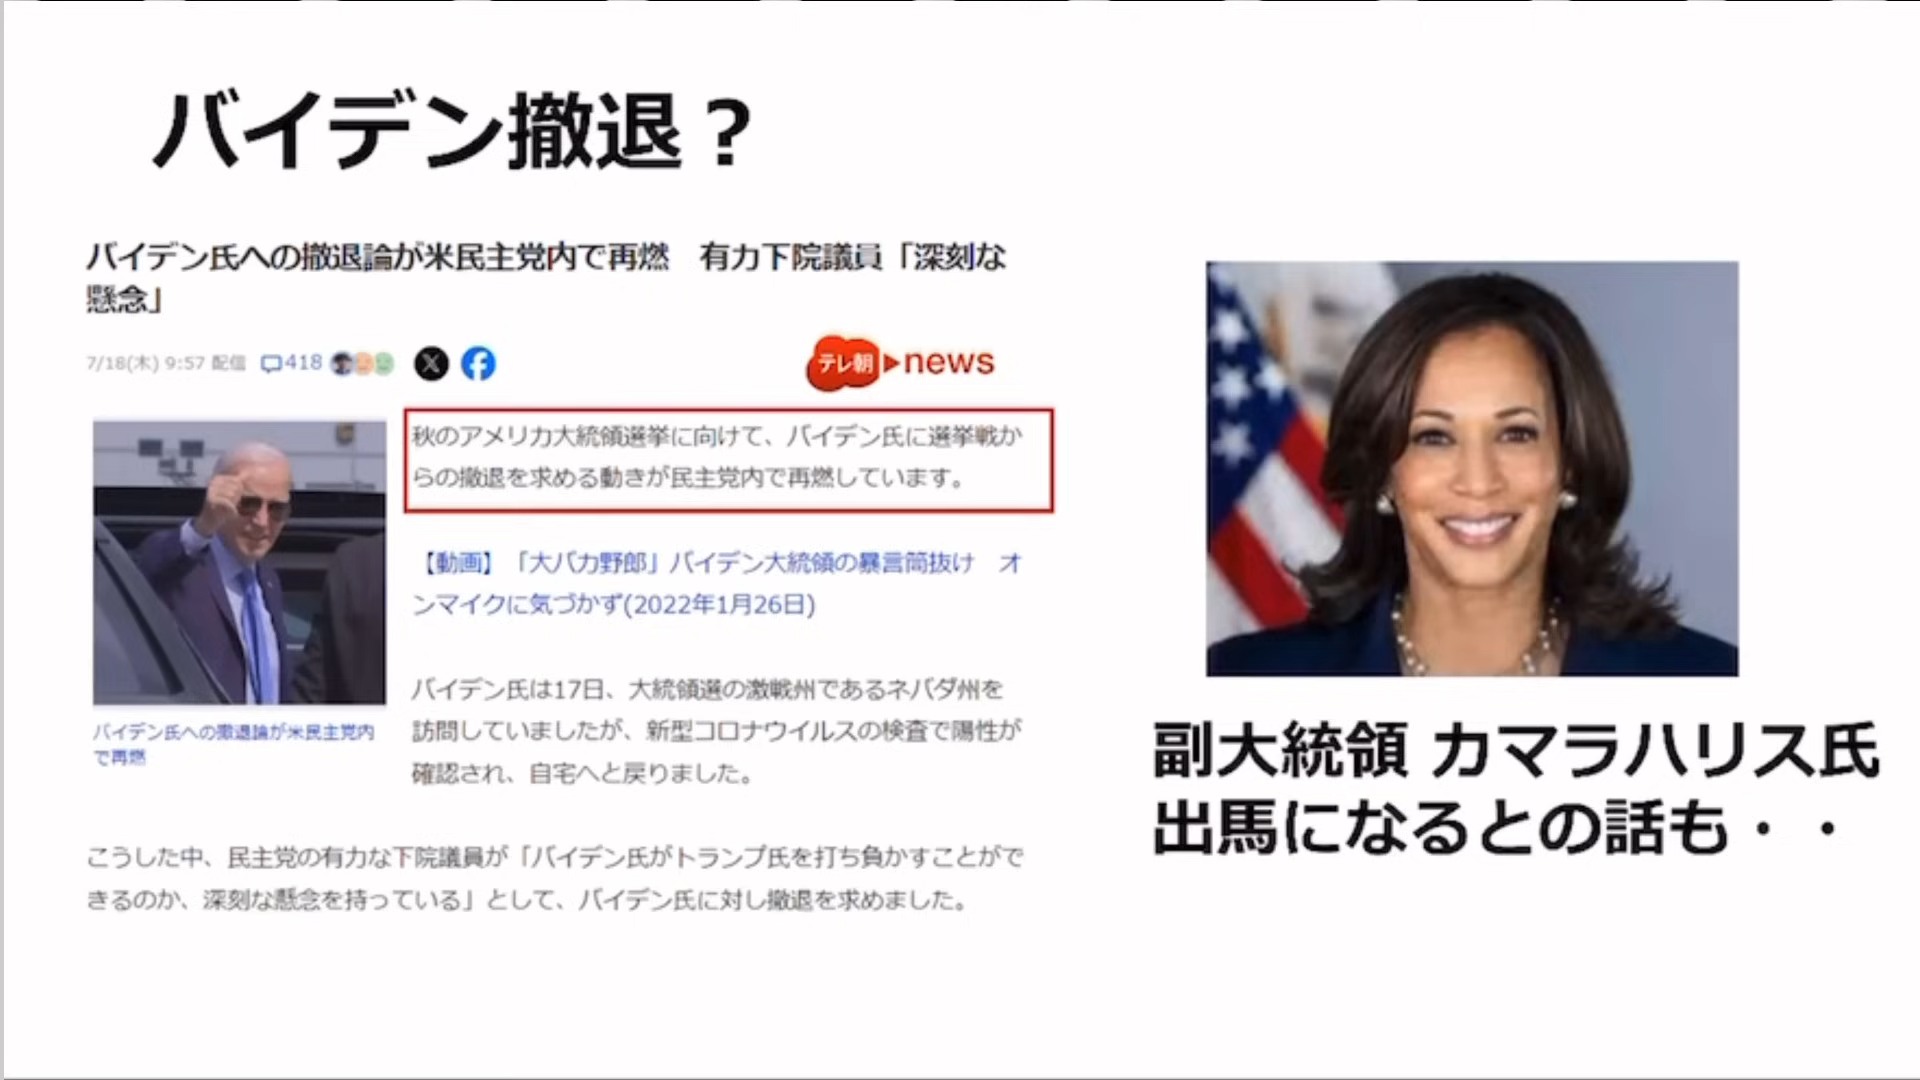 バイデン撤退？
バイデン氏への撤退論が米民主党内で再燃　有力下院議員「深刻な
懸念」
7/18(木) 9:57 配信 418
テレ朝 news
秋のアメリカ大統領選挙に向けて、バイデン氏に選挙戦か
らの撤退を求める動きが民主党内で再燃しています。
【動画】「大バカ野郎」バイデン大統領の暴言筒抜け　オ
ンマイクに気づかず(2022年1月26日)
バイデン氏は17日、大統領選の激戦州であるネバダ州を
訪問していましたが、新型コロナウイルスの検査で陽性が
確認され、自宅へと戻りました。
バイデン氏への撤退論が米民主党内
で再燃
こうした中、民主党の有力な下院議員が「バイデン氏がトランプ氏を打ち負かすことがで
きるのか、深刻な懸念を持っている」として、バイデン氏に対し撤退を求めました。
副大統領 カマラハリス氏
出馬になるとの話も・・